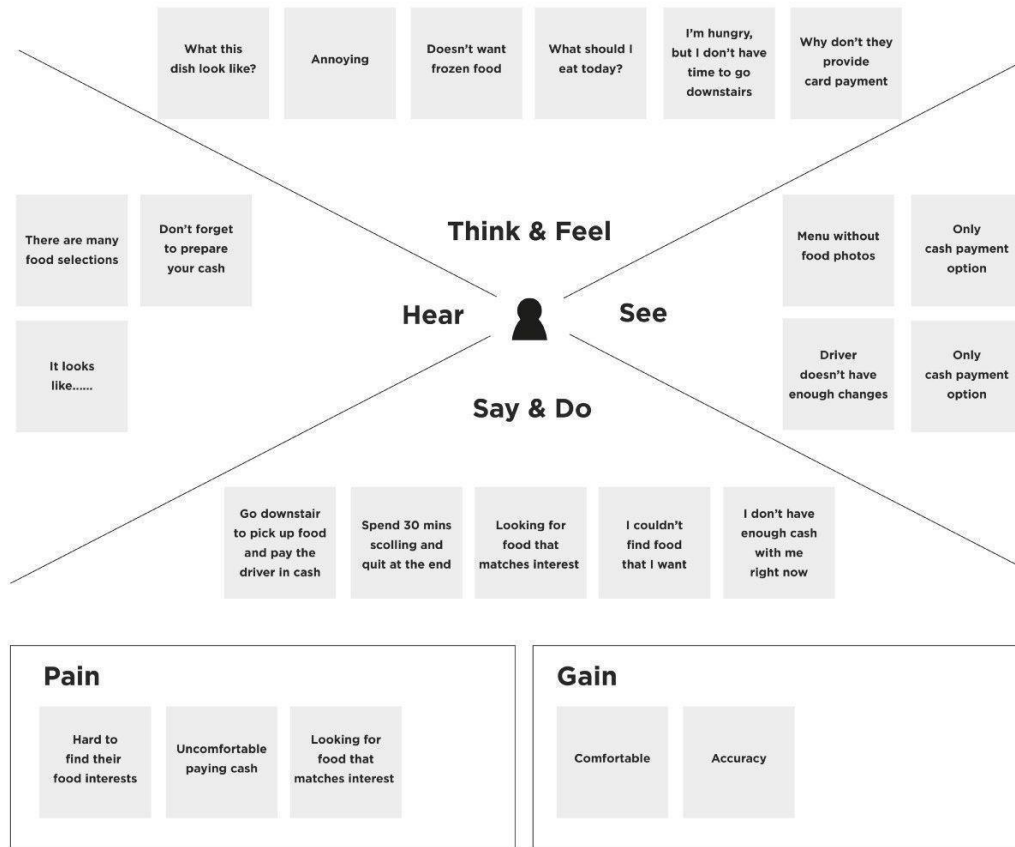 What this
dish look like?
Annoying
Doesn't want
frozen food
What should I
eat today?
I'm hungry,
but I don't have
time to go
downstairs
Why don't they
provide
card payment
There are many
food selections
Don't forget
to prepare
your cash
It looks
like......
Think & Feel
Hear
See
Say & Do
Menu without
food photos
Only
cash payment
option
Driver
doesn't have
enough changes
Only
cash payment
option
Go downstair
to pick up food
and pay the
driver in cash
Spend 30 mins
scolling and
quit at the end
Looking for
food that
matches interest
I couldn't
find food
that I want
I don't have
enough cash
with me
right now
Pain
Hard to
find their
food interests
Uncomfortable
paying cash
Looking for
food that
matches interest
Gain
Comfortable
Accuracy